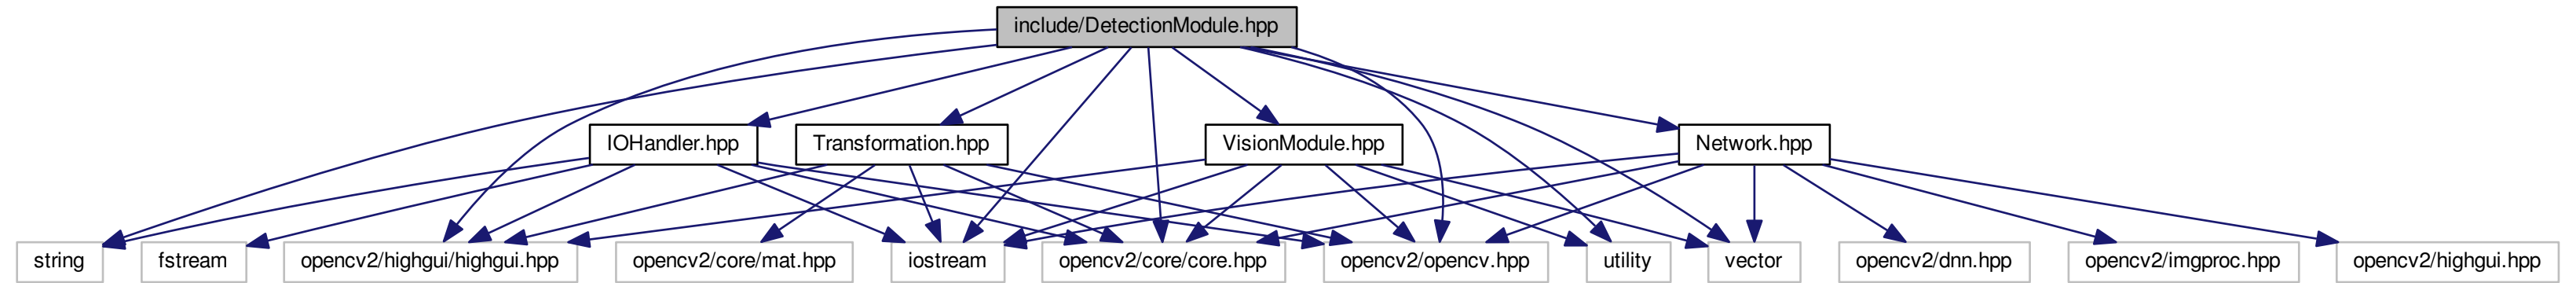 include/DetectionModule.hpp
IOHandler.hpp
Transformation.hpp
VisionModule.hpp
Network.hpp
string
fstream
opencv2/highgui/highgui.hpp
opencv2/core/mat.hpp
iostream
opencv2/core/core.hpp
opencv2/opencv.hpp
utility
vector
opencv2/dnn.hpp
opencv2/imgproc.hpp
opencv2/highgui.hpp